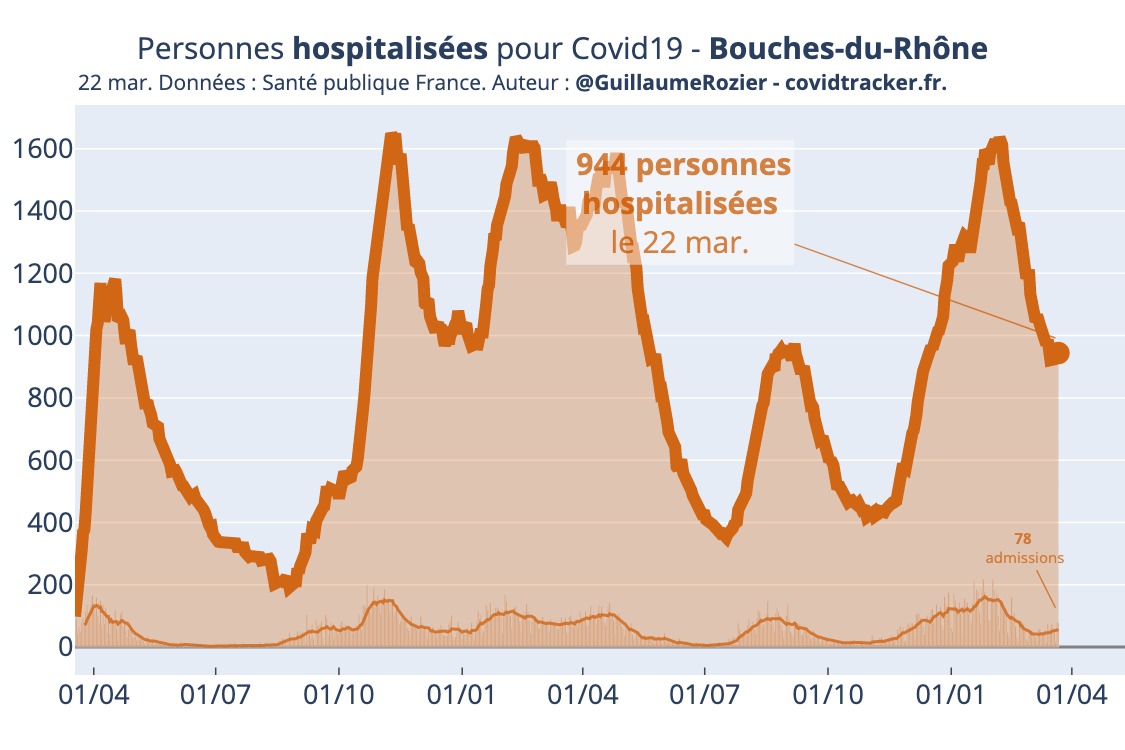 Personnes hospitalisées pour Covid19 - Bouches-du-Rhône
22 mar. Données : Santé publique France. Auteur : @GuillaumeRozier - covidtracker.fr.
1600
1400
1200
1000
800
600
400
200
0
944 personnes
hospitalisées
le 22 mar.
78
admissions
01/04 01/07 01/10 01/01 01/04 01/07 01/10 01/01 01/04